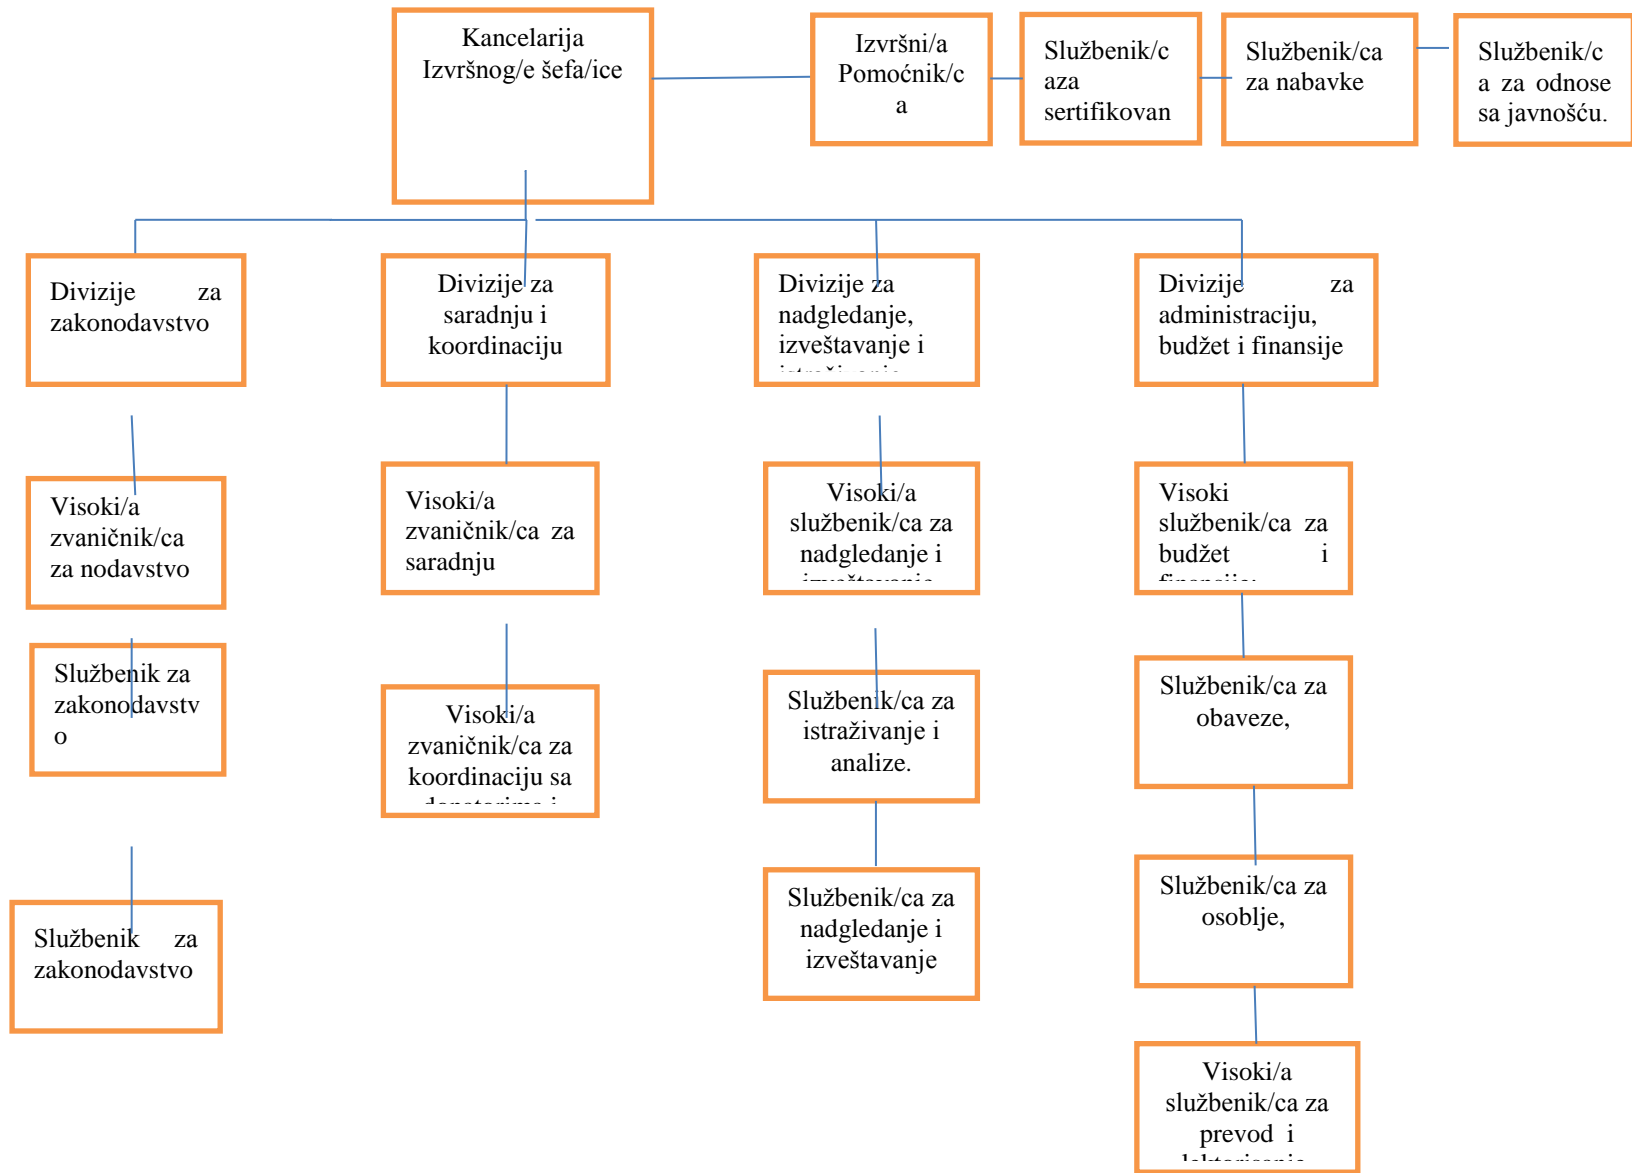 Kancelarija
Izvršnog/e šefa/ice
Izvršni/a
Pomoćnik/c
a
Službenik/c
aza
sertifikovan
Službenik/ca
za nabavke
Službenik/c
a za odnose
sa javnošću.
Divizije za
zakonodavstvo
Divizije za
saradnju i
koordinaciju
Divizije za
nadgledanje,
izveštavanje i
Divizije za
administraciju,
budžet i finansije
Visoki/a
zvaničnik/ca
za nodavstvo
Visoki/a
zvaničnik/ca za
saradnju
Visoki/a
službenik/ca za
nadgledanje i
Visoki
službenik/ca za
budžet i
Službenik za
zakonodavstv
o
Visoki/a
zvaničnik/ca za
koordinaciju sa
Službenik/ca za
istraživanje i
analize.
Službenik/ca za
obaveze,
Službenik za
zakonodavstvo
Službenik/ca za
nadgledanje i
izveštavanje
Službenik/ca za
osoblje,
Visoki/a
službenik/ca za
prevod i